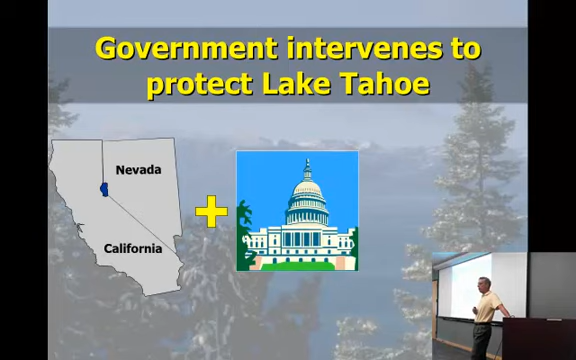 Government intervenes to
protect Lake Tahoe
Nevada
California